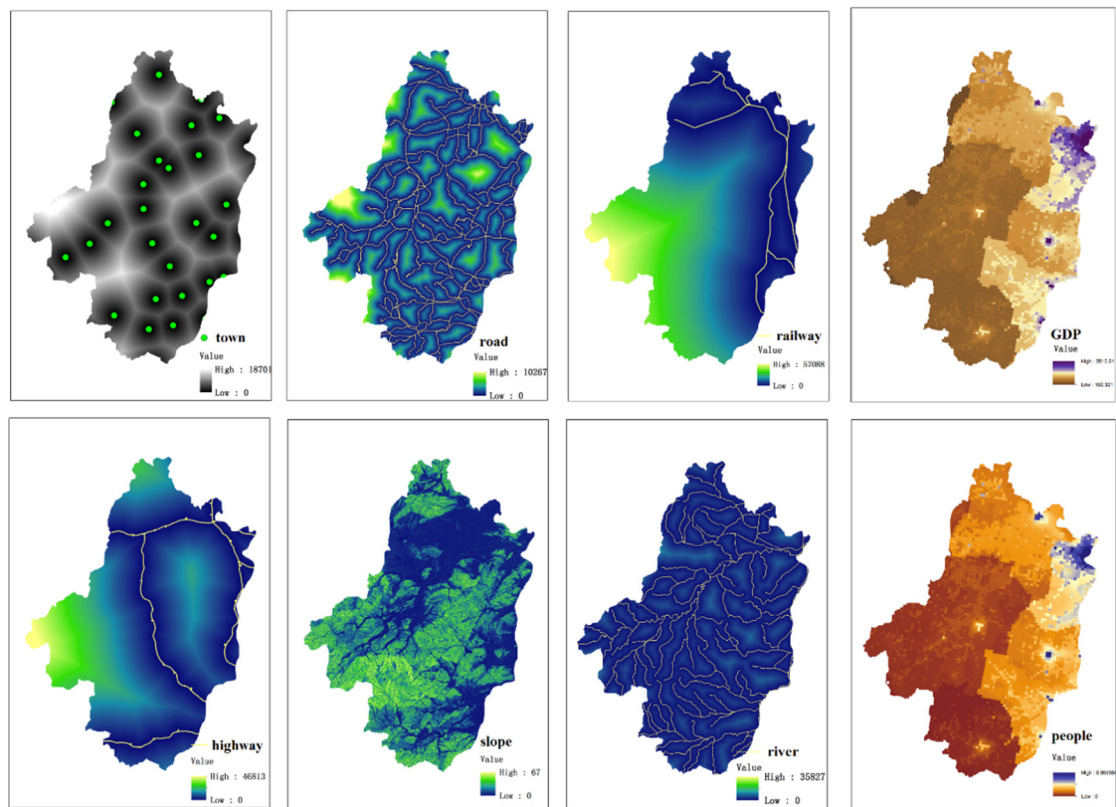 town
Value
High : 18701
Low : 0
road
Value
High : 10267
Low : 0
railway
Value
High : 57088
Low : 0
GDP
Value
highway
Value
High : 46813
Low : 0
slope
Value
High : 67
Low : 0
river
Value
High : 35827
Low : 0
people
Value
Low : 0